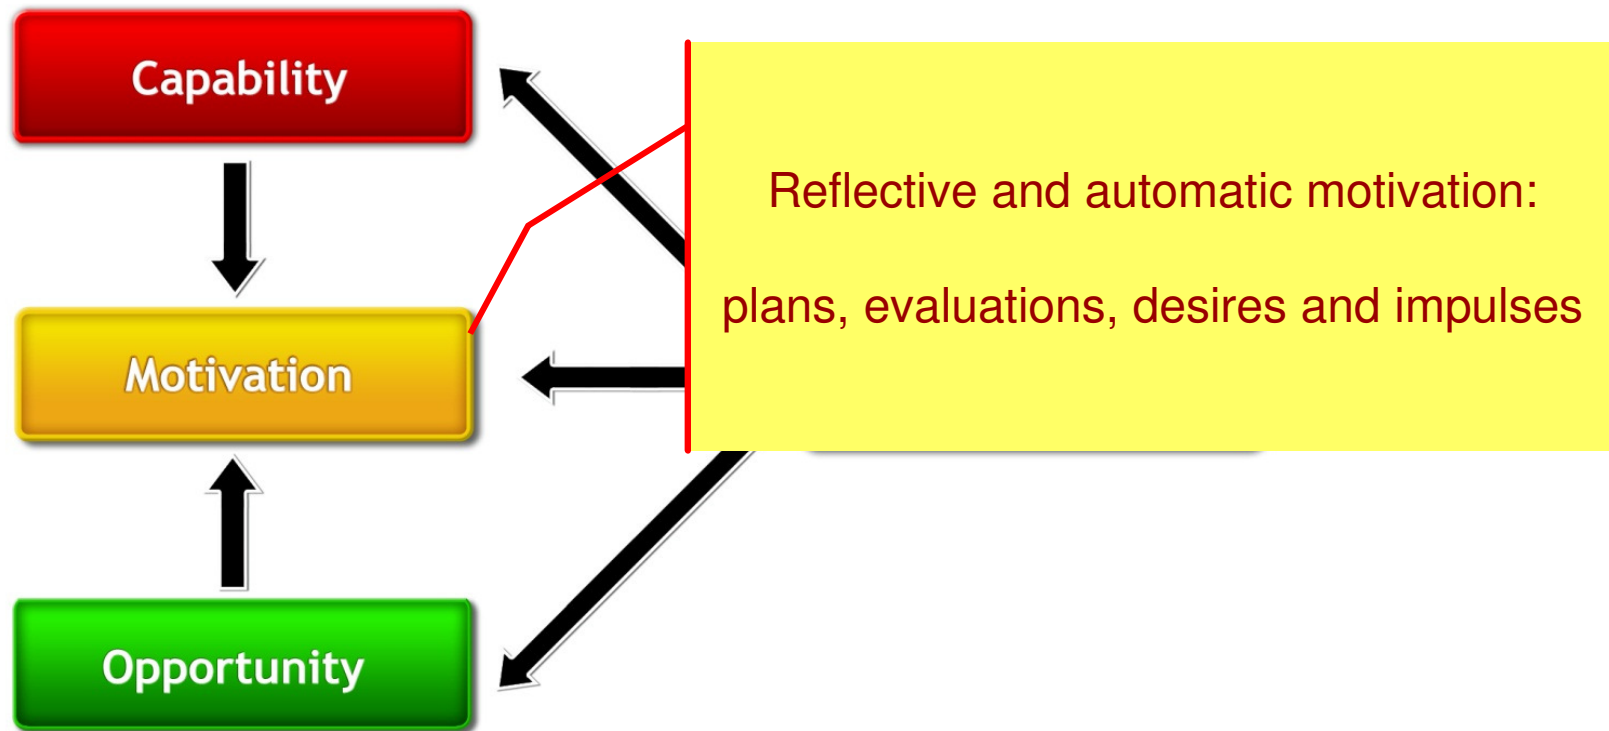 Capability
Reflective and automatic motivation:
plans, evaluations, desires and impulses
Motivation
Opportunity